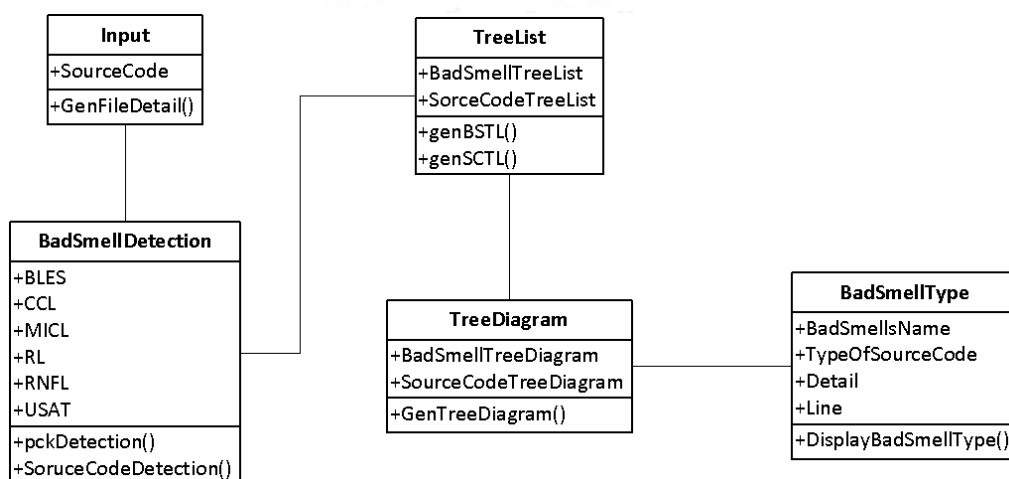 Input
+SourceCode
+GenFileDetail()
TreeList
+BadSmellTreeList
+SorceCodeTreeList
+genBSTL()
+genSCTL()
BadSmellDetection
+BLES
+CCL
+MICL
+RL
+RNFL
+USAT
+pckDetection()
+SoruceCodeDetection()
TreeDiagram
+BadSmellTreeDiagram
+SourceCodeTreeDiagram
+GenTreeDiagram()
BadSmellType
+BadSmellsName
+TypeOfSourceCode
+Detail
+Line
+DisplayBadSmellType()